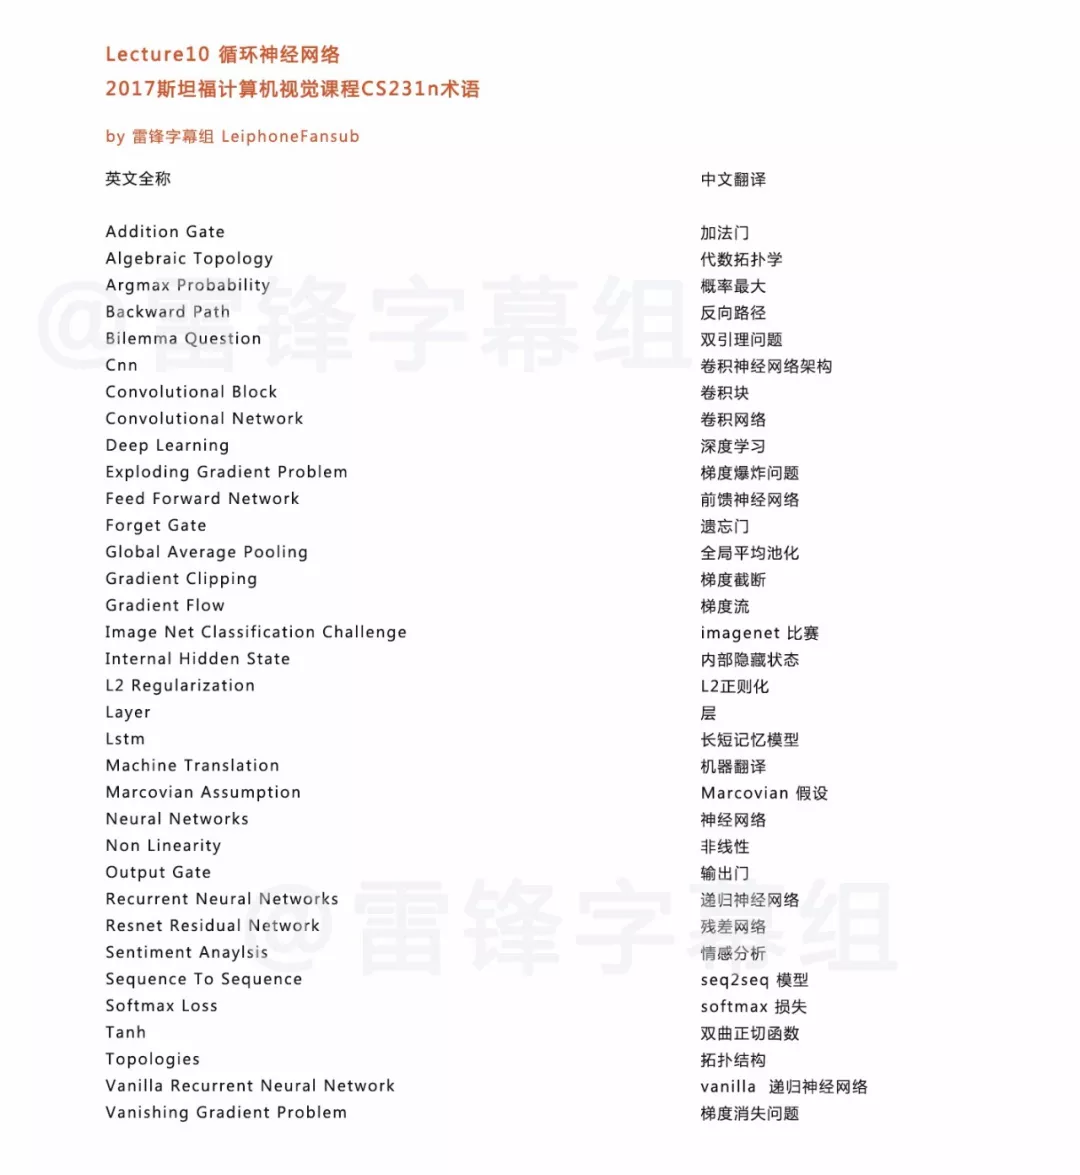 Lecture10 循环神经网络
2017斯坦福计算机视觉课程CS231n术语
by 雷锋字幕组 LeiphoneFansub
英文全称 中文翻译
Addition Gate 加法门
Algebraic Topology 代数拓扑学
Argmax Probability 概率最大
Backward Path 反向路径
@雷锋字幕组
Bilemma Question 双引理问题
Cnn 卷积神经网络架构
Convolutional Block 卷积块
Convolutional Network 卷积网络
Deep Learning 深度学习
Exploding Gradient Problem 梯度爆炸问题
Feed Forward Network 前馈神经网络
Forget Gate 遗忘门
Global Average Pooling 全局平均池化
Gradient Clipping 梯度截断
Gradient Flow 梯度流
Image Net Classification Challenge imagenet 比赛
Internal Hidden State 内部隐藏状态
L2 Regularization L2正则化
Layer 层
Lstm 长短记忆模型
Machine Translation 机器翻译
Marcovian Assumption Marcovian 假设
Neural Networks 神经网络
Non Linearity 非线性
Output Gate 输出门
Recurrent Neural Networks 递归神经网络
Resnet Residual Network 残差网络
@雷锋字幕组
Sentiment Anaylsis 情感分析
Sequence To Sequence seq2seq 模型
Softmax Loss softmax 损失
Tanh 双曲正切函数
Topologies 拓扑结构
Vanilla Recurrent Neural Network vanilla 递归神经网络
Vanishing Gradient Problem 梯度消失问题